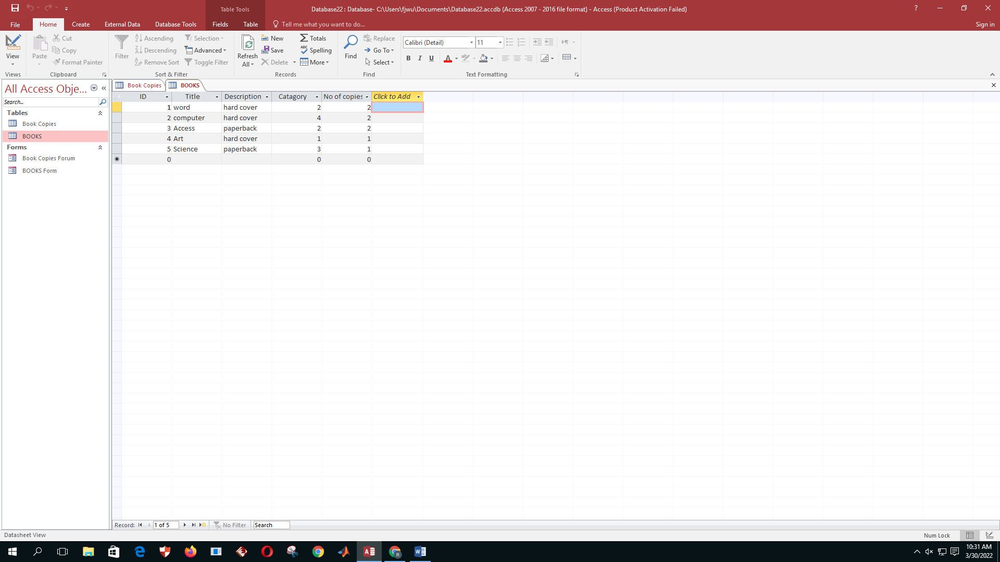 Table Tools
Database22 : Database- C:\Users\fjwu\Documents\Database22.accdb (Access 2007 - 2016 file format) - Access (Product Activation Failed)
?
File Home Create External Data Database Tools Fields Table Tell me what you want to do... Sign in
View
Paste
Cut
Copy
Format Painter
Filter
Ascending
Descending
Remove Sort
Selection
Advanced
Toggle Filter
Refresh All
New
Save
Delete
Totals
Spelling
More
Find
Replace
Go To
Select
Calibri (Detail) 11
B I U A
Views Clipboard Sort & Filter Records Find Text Formatting
All Access Obje...
Search...
Tables
Book Copies
BOOKS
Forms
Book Copies Forum
BOOKS Form
Book Copies BOOKS
ID Title Description Catagory No of copies Click to Add
1 word hard cover 2 2
2 computer hard cover 4 2
3 Access paperback 2 2
4 Art hard cover 1 1
5 Science paperback 3 1
* 0 0 0
Record: 1 of 5 No Filter Search
Datasheet View Num Lock
10:31 AM
3/30/2022